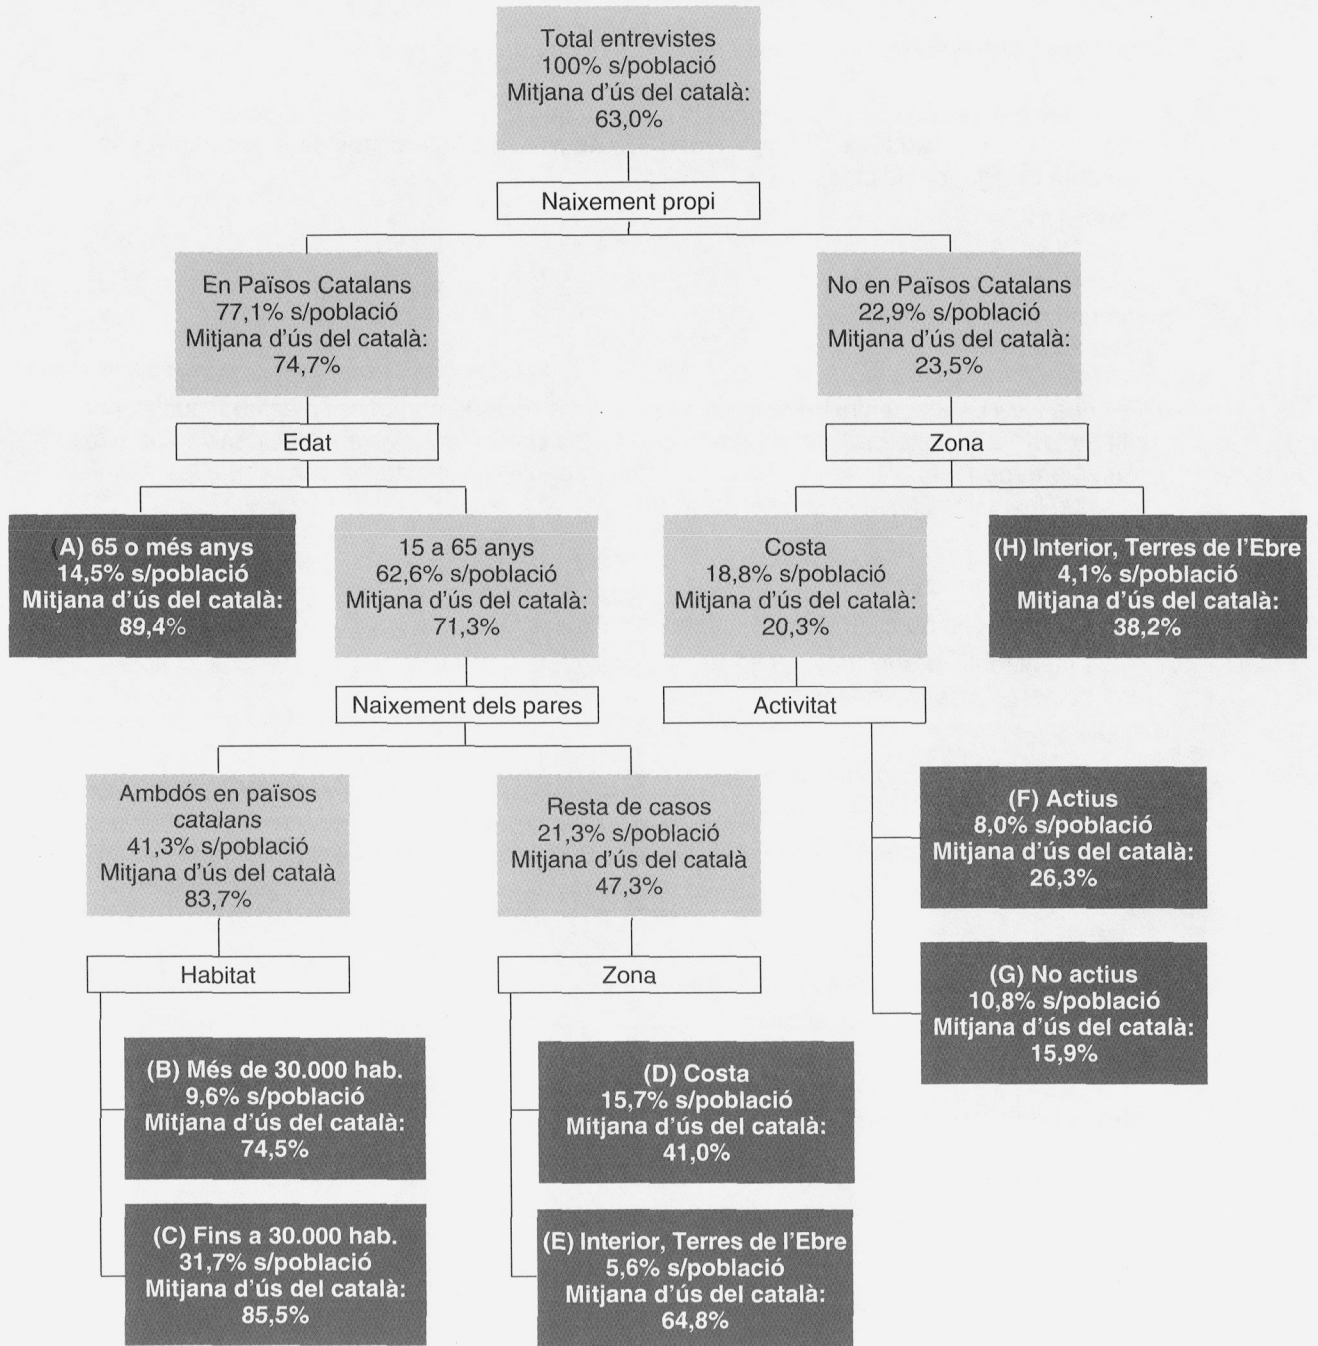 Total entrevistes
100% s/població
Mitjana d'ús del català:
63,0%
Naixement propi
En Països Catalans
77,1% s/població
Mitjana d'ús del català:
74,7%
No en Països Catalans
22,9% s/població
Mitjana d'ús del català:
23,5%
Edat
Zona
(A) 65 o més anys
14,5% s/població
Mitjana d'ús del català:
89,4%
15 a 65 anys
62,6% s/població
Mitjana d'ús del català:
71,3%
Costa
18,8% s/població
Mitjana d'ús del català:
20,3%
(H) Interior, Terres de l'Ebre
4,1% s/població
Mitjana d'ús del català:
38,2%
Naixement dels pares
Activitat
Ambdós en països
catalans
41,3% s/població
Mitjana d'ús del català
83,7%
Resta de casos
21,3% s/població
Mitjana d'ús del català
47,3%
(F) Actius
8,0% s/població
Mitjana d'ús del català:
26,3%
(G) No actius
10,8% s/població
Mitjana d'ús del català:
15,9%
Habitat
Zona
(B) Més de 30.000 hab.
9,6% s/població
Mitjana d'ús del català:
74,5%
(D) Costa
15,7% s/població
Mitjana d'ús del català:
41,0%
(C) Fins a 30.000 hab.
31,7% s/població
Mitjana d'ús del català:
85,5%
(E) Interior, Terres de l'Ebre
5,6% s/població
Mitjana d'ús del català:
64,8%